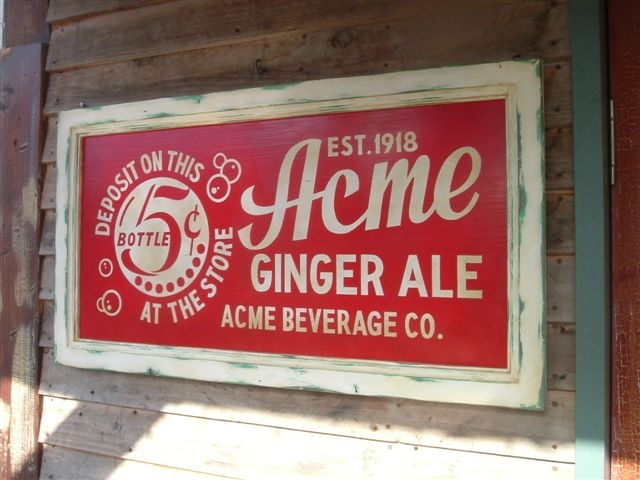 DEPOSIT ON THIS
5¢
BOTTLE
AT THE STORE
EST. 1918
Acme
GINGER ALE
ACME BEVERAGE CO.